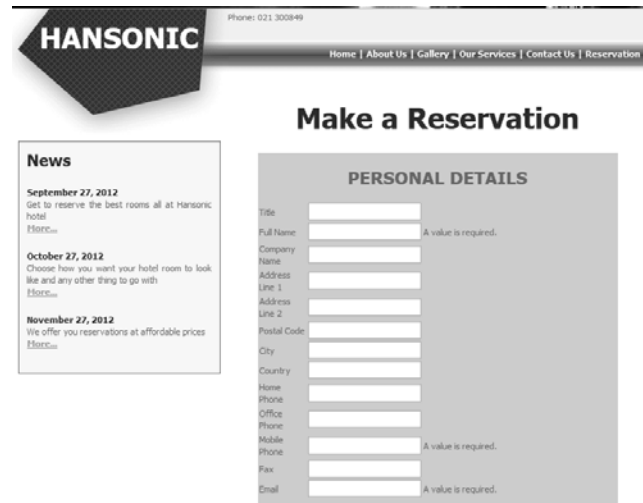 Phone: 021 300849
HANSONIC
Home | About Us | Gallery | Our Services | Contact Us | Reservation
Make a Reservation
News
September 27, 2012
Get to reserve the best rooms all at Hansonic
hotel
More...
October 27, 2012
Choose how you want your hotel room to look
like and any other thing to go with
More...
November 27, 2012
We offer you reservations at affordable prices
More...
PERSONAL DETAILS
Title
Full Name A value is required.
Company
Name
Address
Line 1
Address
Line 2
Postal Code
City
Country
Home
Phone
Office
Phone
Mobile
Phone A value is required.
Fax
Email A value is required.